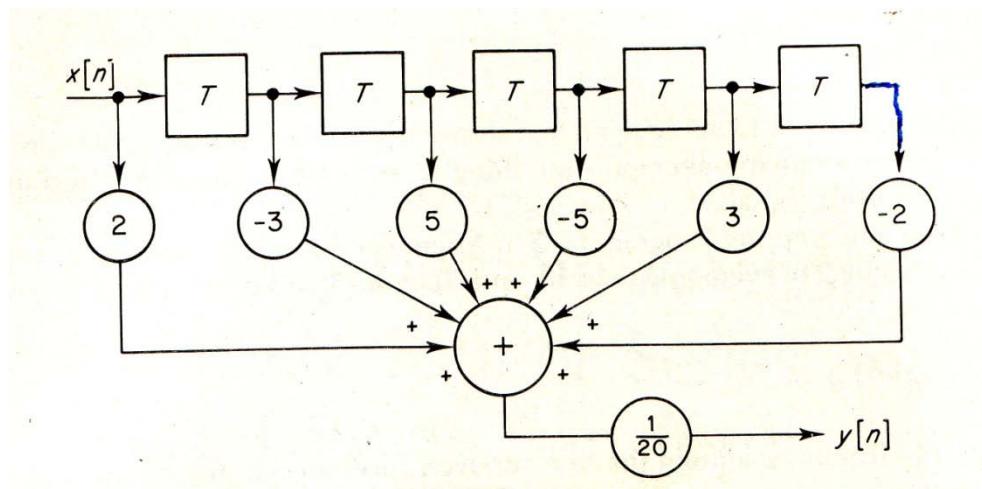 x[n]
T T T T T
2 -3 5 -5 3 -2
+ + + +
+
+ +
1/20
y[n]